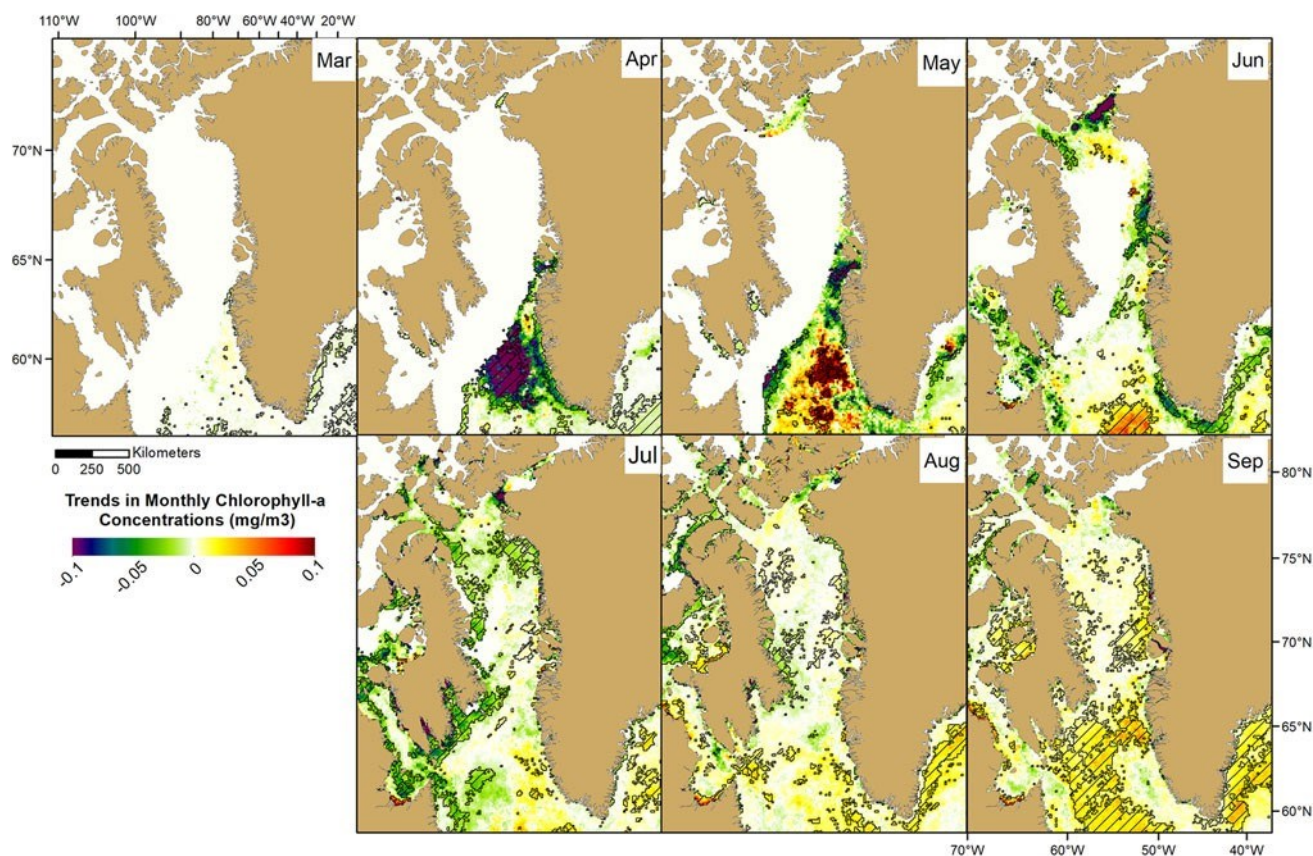 110°W 100°W 80°W 60°W 40°W 20°W
Mar
Apr
May
Jun
70°N
65°N
60°N
0 250 500 Kilometers
Trends in Monthly Chlorophyll-a
Concentrations (mg/m3)
-0.1 -0.05 0 0.05 0.1
Jul
Aug
Sep
80°N
75°N
70°N
65°N
60°N
70°W 60°W 50°W 40°W